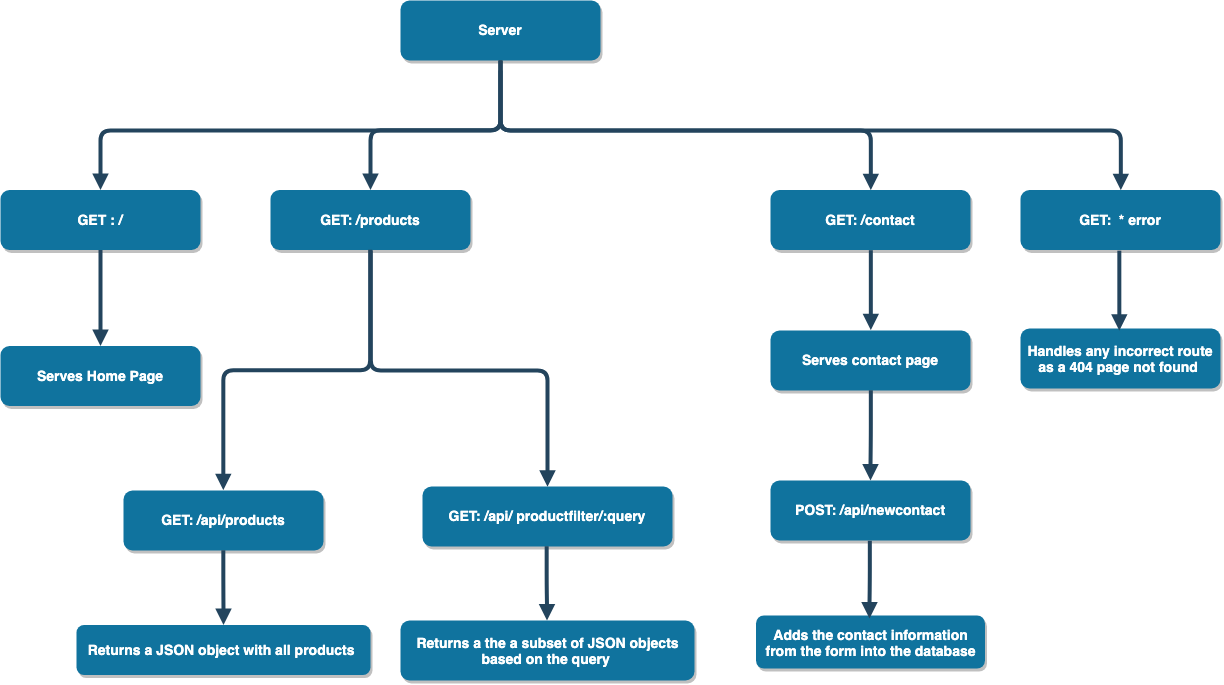 Server
GET : /
GET: /products
GET: /contact
GET:  * error
Serves Home Page
Serves contact page
Handles any incorrect route
as a 404 page not found
GET: /api/products
GET: /api/ productfilter/:query
POST: /api/newcontact
Returns a JSON object with all products
Returns a the a subset of JSON objects
based on the query
Adds the contact information
from the form into the database